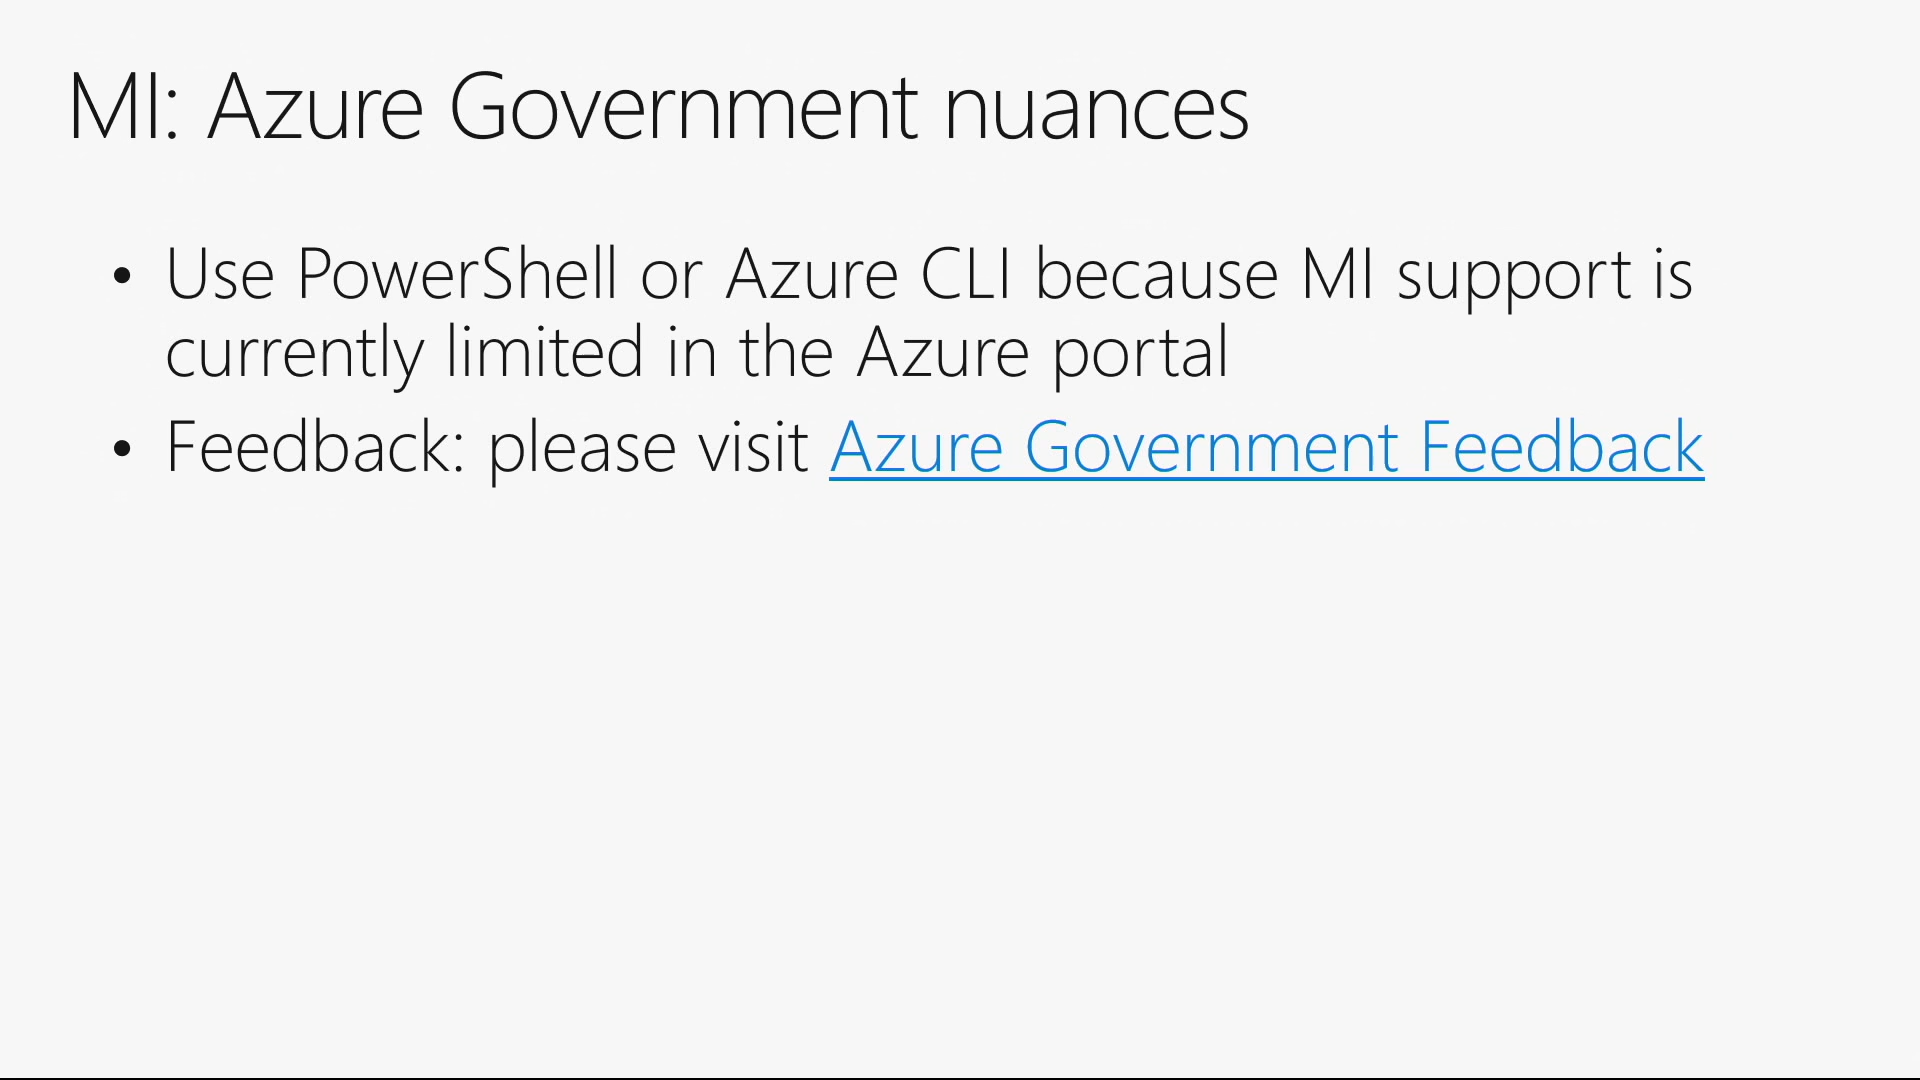 MI: Azure Government nuances
• Use PowerShell or Azure CLI because MI support is
currently limited in the Azure portal
• Feedback: please visit Azure Government Feedback